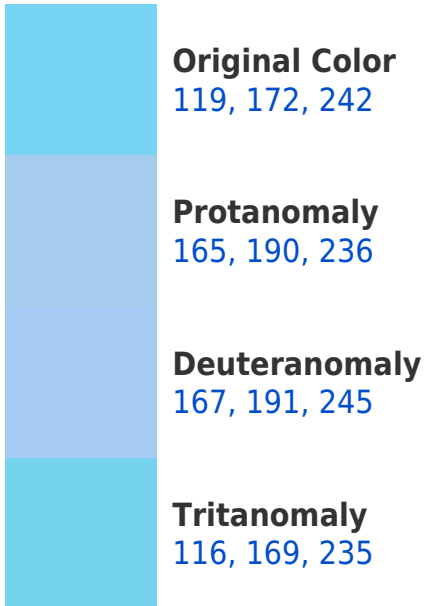 Original Color
119, 172, 242
Protanomaly
165, 190, 236
Deuteranomaly
167, 191, 245
Tritanomaly
116, 169, 235